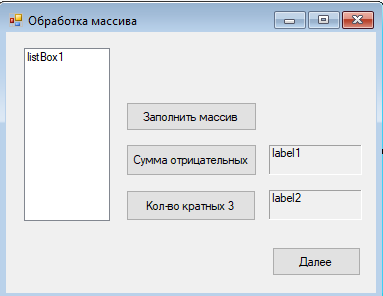 Обработка массива
listBox1
Заполнить массив
Сумма отрицательных
label1
Кол-во кратных 3
label2
Далее